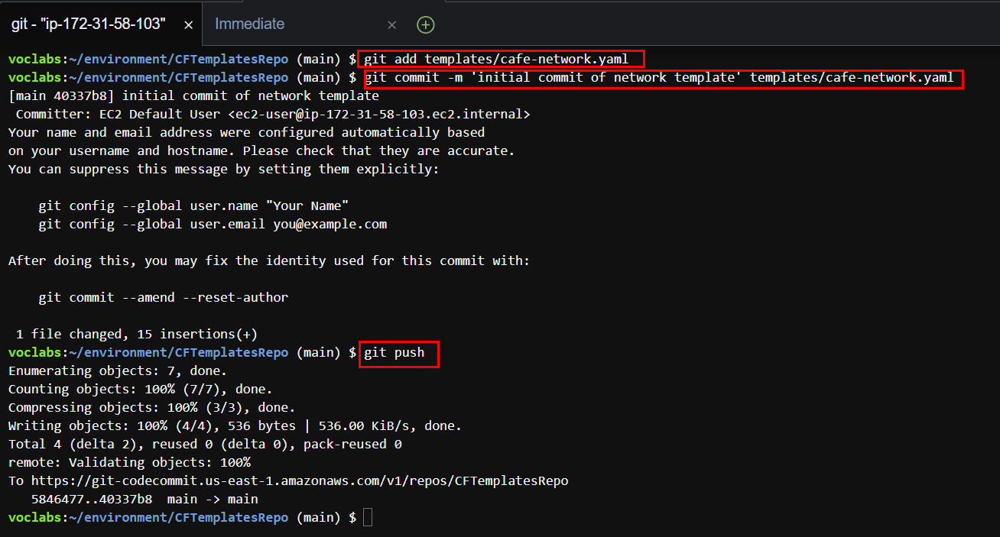 git - "ip-172-31-58-103" × Immediate ×
voclabs:~/environment/CFTemplatesRepo (main) $ git add templates/cafe-network.yaml
voclabs:~/environment/CFTemplatesRepo (main) $ git commit -m 'initial commit of network template' templates/cafe-network.yaml
[main 40337b8] initial commit of network template
 Committer: EC2 Default User <ec2-user@ip-172-31-58-103.ec2.internal>
Your name and email address were configured automatically based
on your username and hostname. Please check that they are accurate.
You can suppress this message by setting them explicitly:

    git config --global user.name "Your Name"
    git config --global user.email you@example.com

After doing this, you may fix the identity used for this commit with:

    git commit --amend --reset-author

 1 file changed, 15 insertions(+)
voclabs:~/environment/CFTemplatesRepo (main) $ git push
Enumerating objects: 7, done.
Counting objects: 100% (7/7), done.
Compressing objects: 100% (3/3), done.
Writing objects: 100% (4/4), 536 bytes | 536.00 KiB/s, done.
Total 4 (delta 2), reused 0 (delta 0), pack-reused 0
remote: Validating objects: 100%
To https://git-codecommit.us-east-1.amazonaws.com/v1/repos/CFTemplatesRepo
   5846477..40337b8  main -> main
voclabs:~/environment/CFTemplatesRepo (main) $